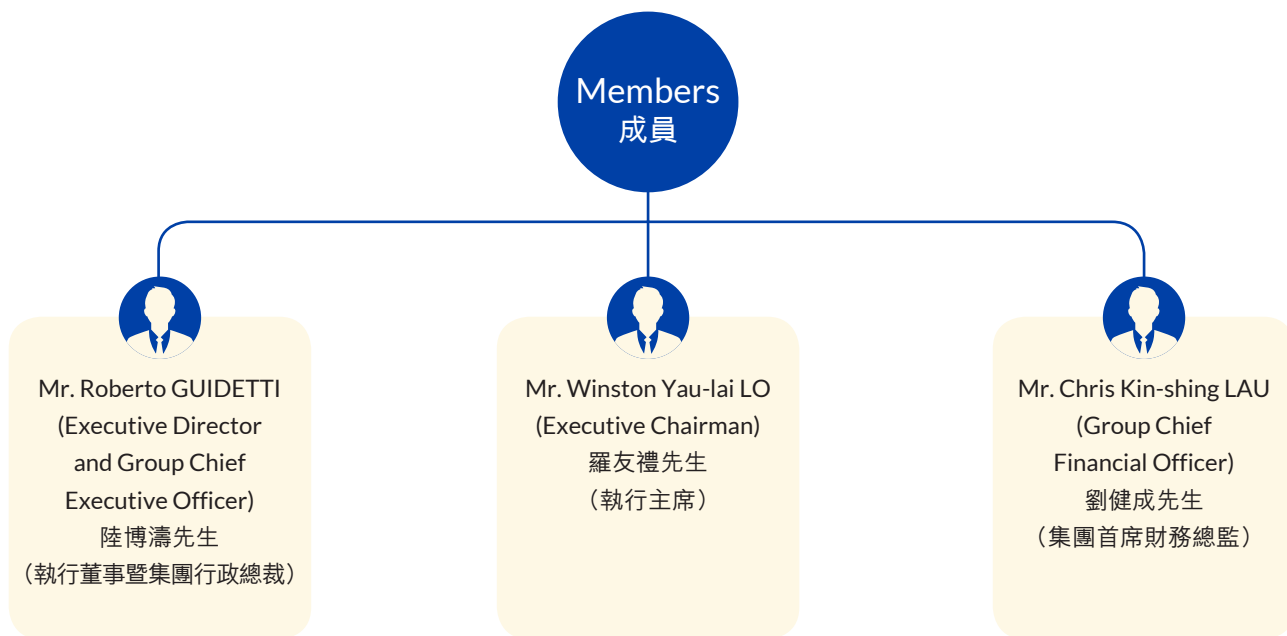 Members
成員
Mr. Roberto GUIDETTI
(Executive Director
and Group Chief
Executive Officer)
陸博濤先生
（執行董事暨集團行政總裁）
Mr. Winston Yau-lai LO
(Executive Chairman)
羅友禮先生
（執行主席）
Mr. Chris Kin-shing LAU
(Group Chief
Financial Officer)
劉健成先生
（集團首席財務總監）